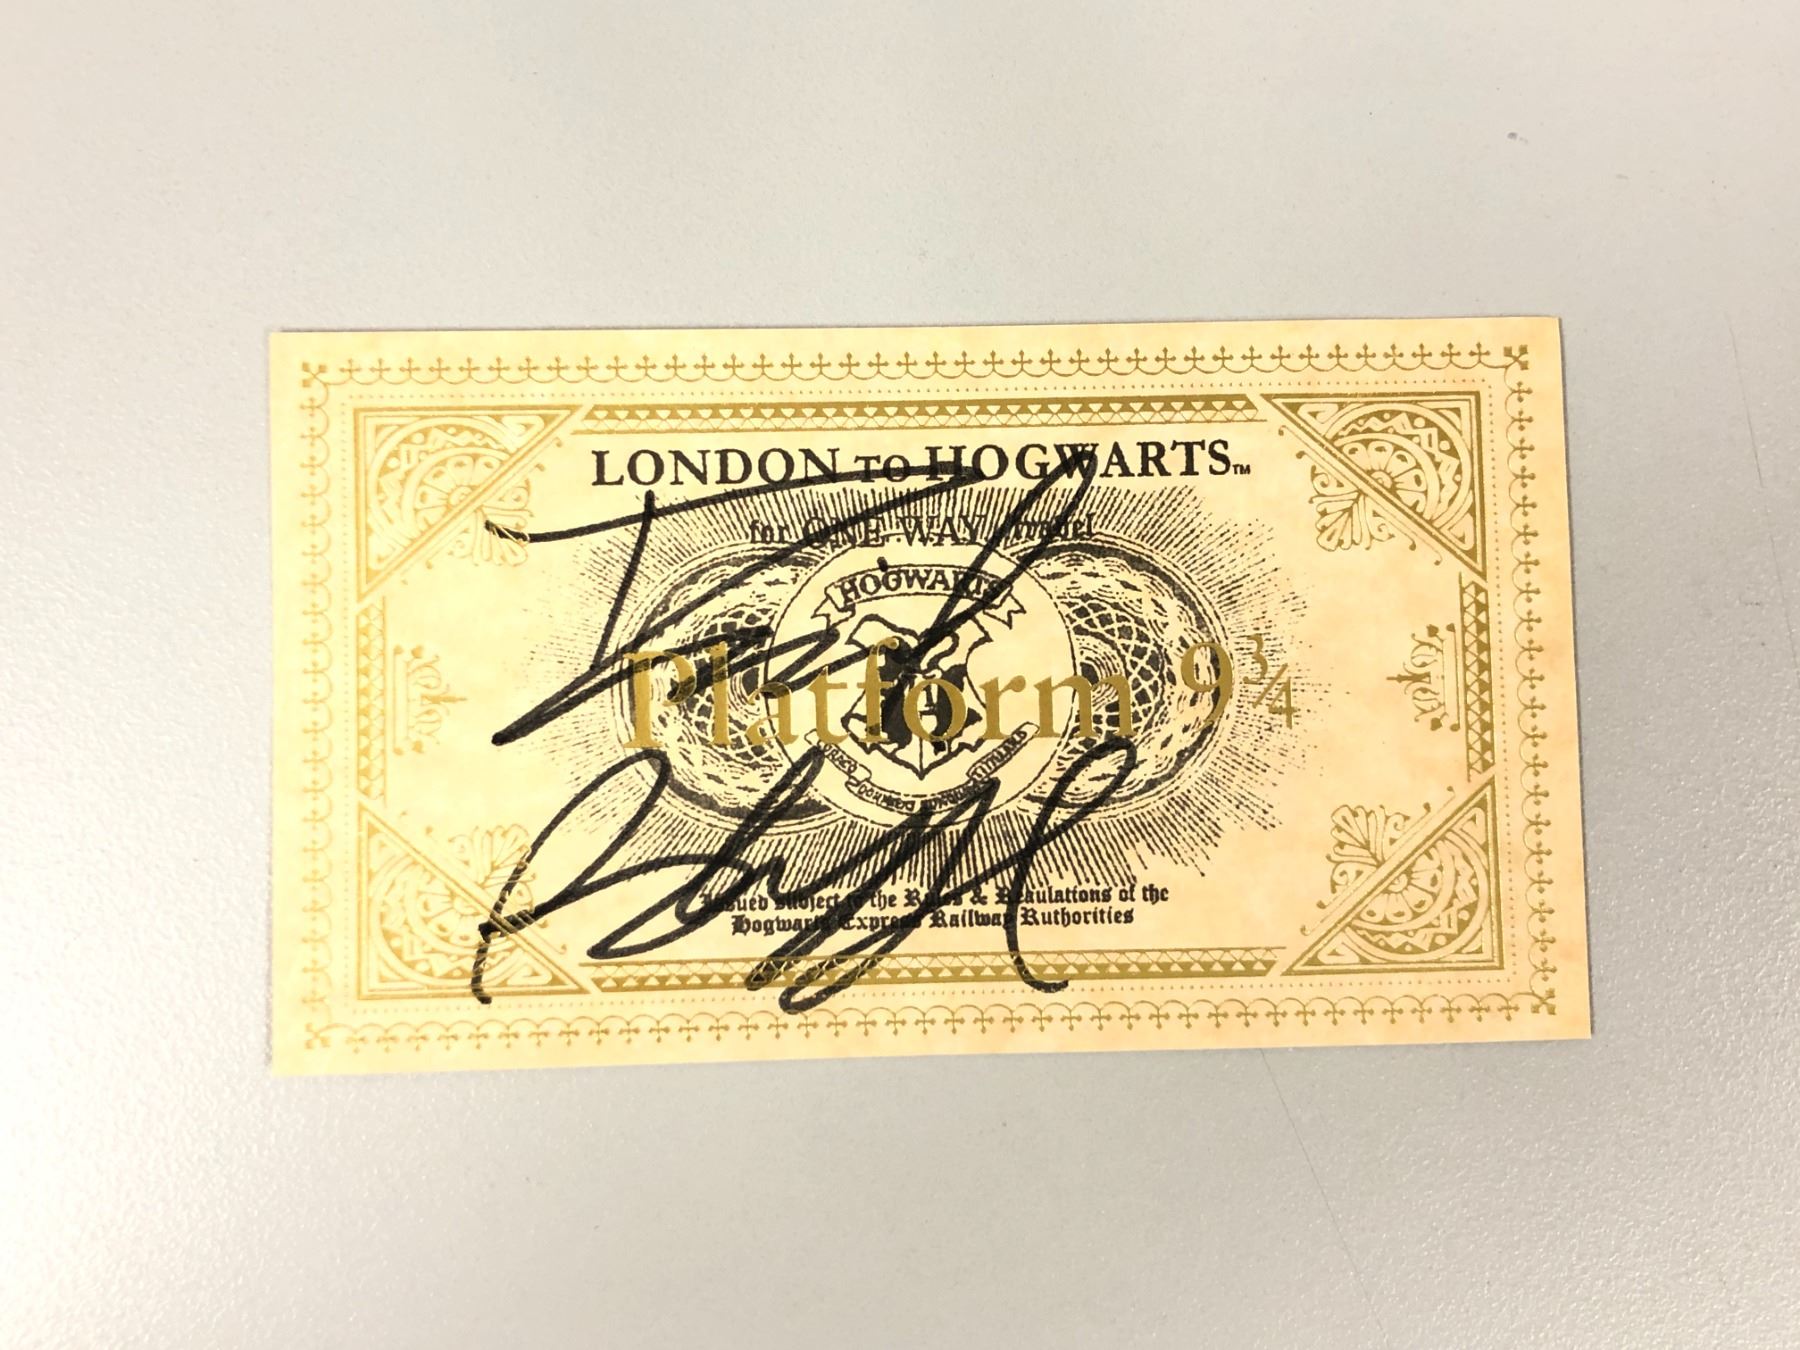 LONDON TO HOGWARTS™
for ONE WAY travel
HOGWARTS
Platform 9¾
Issued subject to the Rules & Regulations of the
Hogwarts Express Railway Authorities